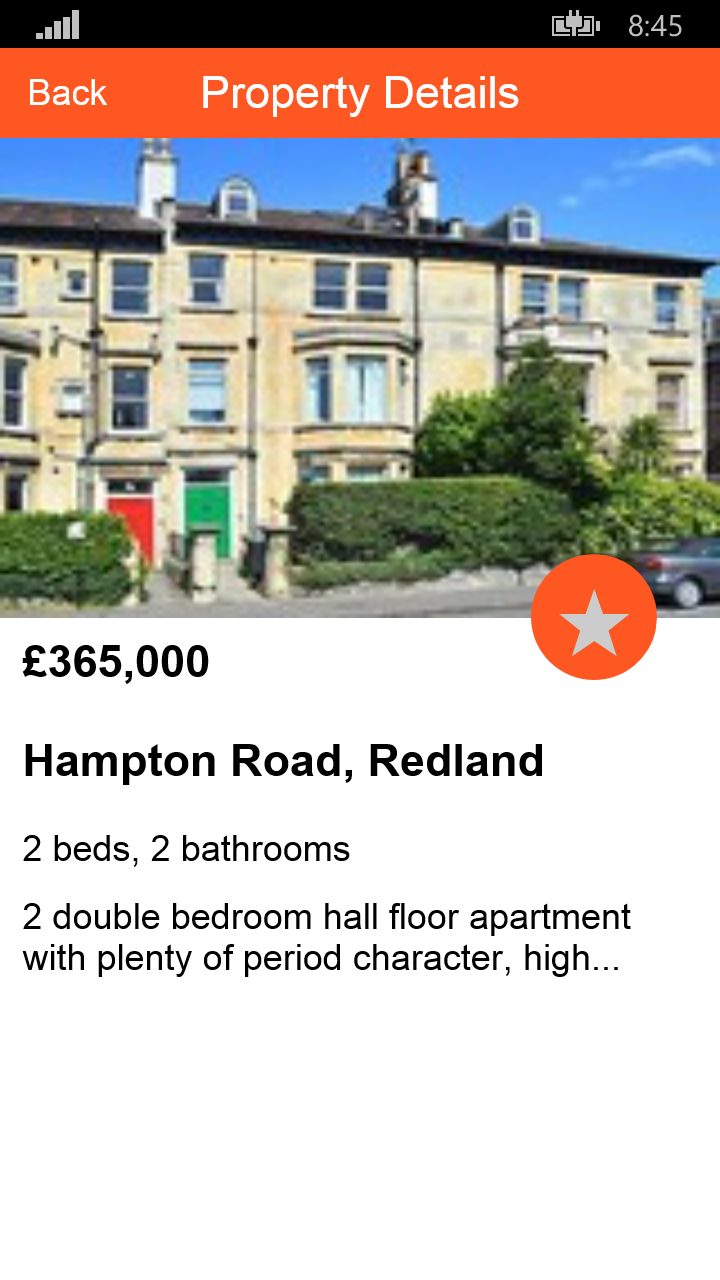 8:45
Back
Property Details
£365,000
Hampton Road, Redland
2 beds, 2 bathrooms
2 double bedroom hall floor apartment
with plenty of period character, high...